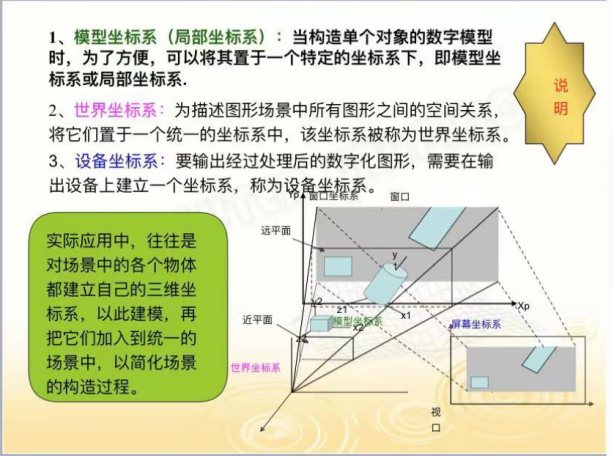 1、模型坐标系（局部坐标系）：当构造单个对象的数字模型
时，为了方便，可以将其置于一个特定的坐标系下，即模型坐
标系或局部坐标系.
2、世界坐标系：为描述图形场景中所有图形之间的空间关系，
将它们置于一个统一的坐标系中，该坐标系被称为世界坐标系。
3、设备坐标系：要输出经过处理后的数字化图形，需要在输
出设备上建立一个坐标系，称为设备坐标系。
说
明
实际应用中，往往是
对场景中的各个物体
都建立自己的三维坐
标系，以此建模，再
把它们加入到统一的
场景中，以简化场景
的构造过程。
Yp 窗口坐标系 窗口
远平面
y
1
y2 z1 x1 Xp
近平面 模型坐标系 屏幕坐标系
x2
z2
世界坐标系
视
口